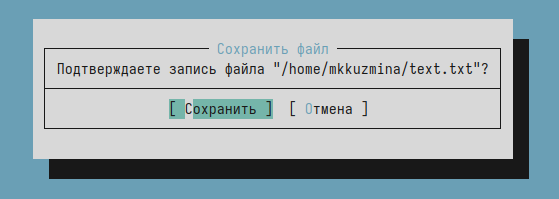 Сохранить файл
Подтверждаете запись файла "/home/mkkuzmina/text.txt"?
[ Сохранить ] [ Отмена ]